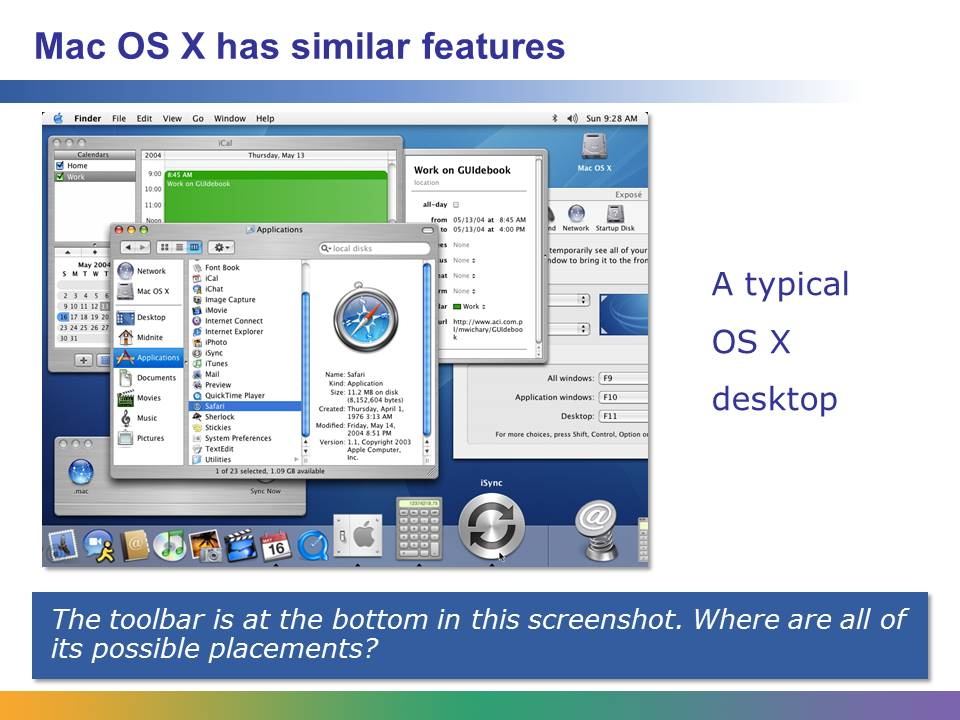 Mac OS X has similar features
Finder File Edit View Go Window Help
Sun 9:28 AM
iCal
Calendars
Home
Work
2004
Thursday, May 13
9:00
10:00
11:00
Noon
8:45 AM
Work on GUIdebook
May 2004
S M T W
2 3 4 5
9 10 11 12 13
16 17 18 19 20
23 24 25 26 27
30 31
Work on GUIdebook
location
all-day
from 05/13/04 at 8:45 AM
to 05/13/04 at 4:00 PM
None
None
None
None
Work
url http://www.aci.com.p
l/mwichary/GUIdeboo
k
Mac OS X
Exposé
Network Startup Disk
temporarily see all of your
ndow to bring it to the fron
All windows: F9
Application windows: F10
Desktop: F11
For more choices, press Shift, Control, Option o
Applications
local disks
Network
Mac OS X
Desktop
Midnite
Applications
Documents
Movies
Music
Pictures
Font Book
iCal
iChat
Image Capture
iMovie
Internet Connect
Internet Explorer
iPhoto
iSync
iTunes
Mail
Preview
QuickTime Player
Safari
Sherlock
Stickies
System Preferences
TextEdit
Utilities
Name: Safari
Kind: Application
Size: 11.2 MB on disk
(8,152,604 bytes)
Created: Thursday, April 1,
1976 3:13 AM
Modified: Friday, May 14,
2004 8:51 PM
Version: 1.1, Copyright 2003
Apple Computer,
Inc.
1 of 23 selected, 1.09 GB available
.mac
Sync Now
iSync
16
A typical
OS X
desktop
The toolbar is at the bottom in this screenshot. Where are all of
its possible placements?